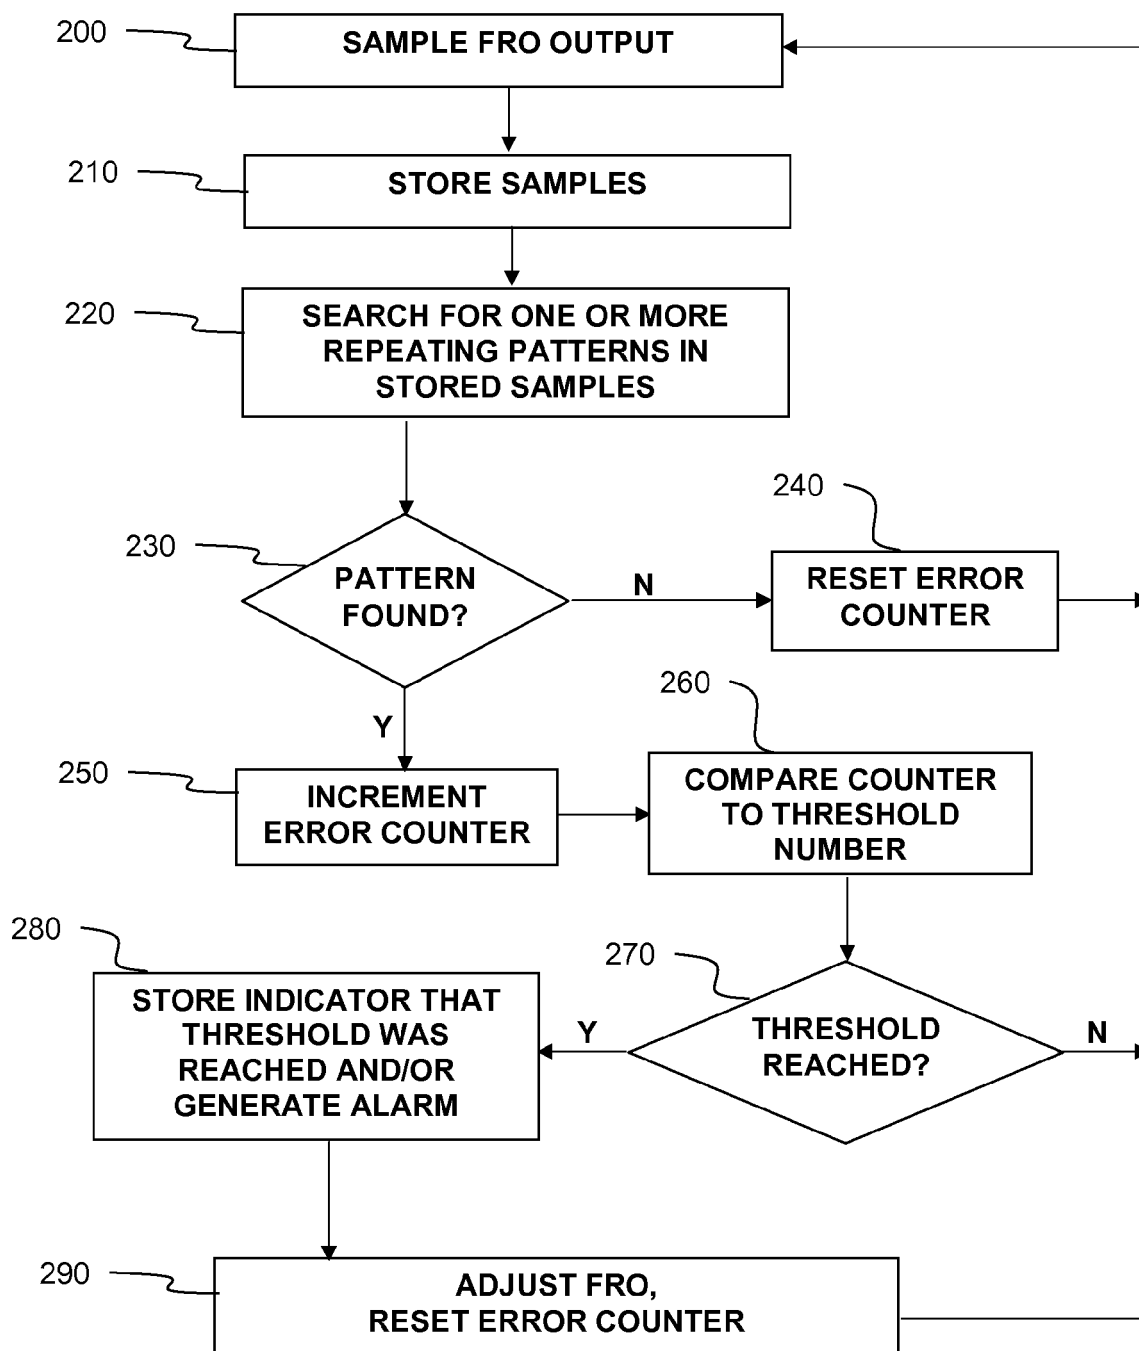 200
SAMPLE FRO OUTPUT
210
STORE SAMPLES
220
SEARCH FOR ONE OR MORE
REPEATING PATTERNS IN
STORED SAMPLES
230
PATTERN
FOUND?
N
240
RESET ERROR
COUNTER
Y
250
INCREMENT
ERROR COUNTER
260
COMPARE COUNTER
TO THRESHOLD
NUMBER
270
THRESHOLD
REACHED?
N
Y
280
STORE INDICATOR THAT
THRESHOLD WAS
REACHED AND/OR
GENERATE ALARM
290
ADJUST FRO,
RESET ERROR COUNTER